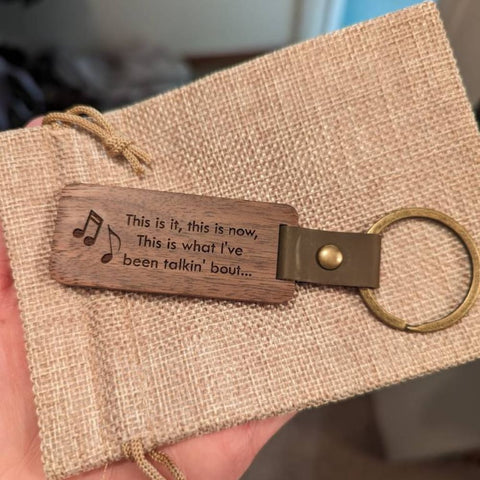 This is it, this is now,
This is what I've
been talkin' bout...